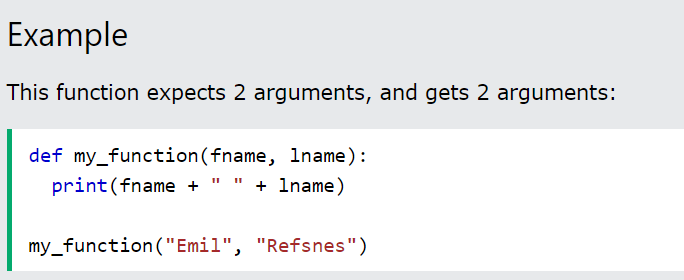 Example
This function expects 2 arguments, and gets 2 arguments:
def my_function(fname, lname):
  print(fname + " " + lname)
my_function("Emil", "Refsnes")